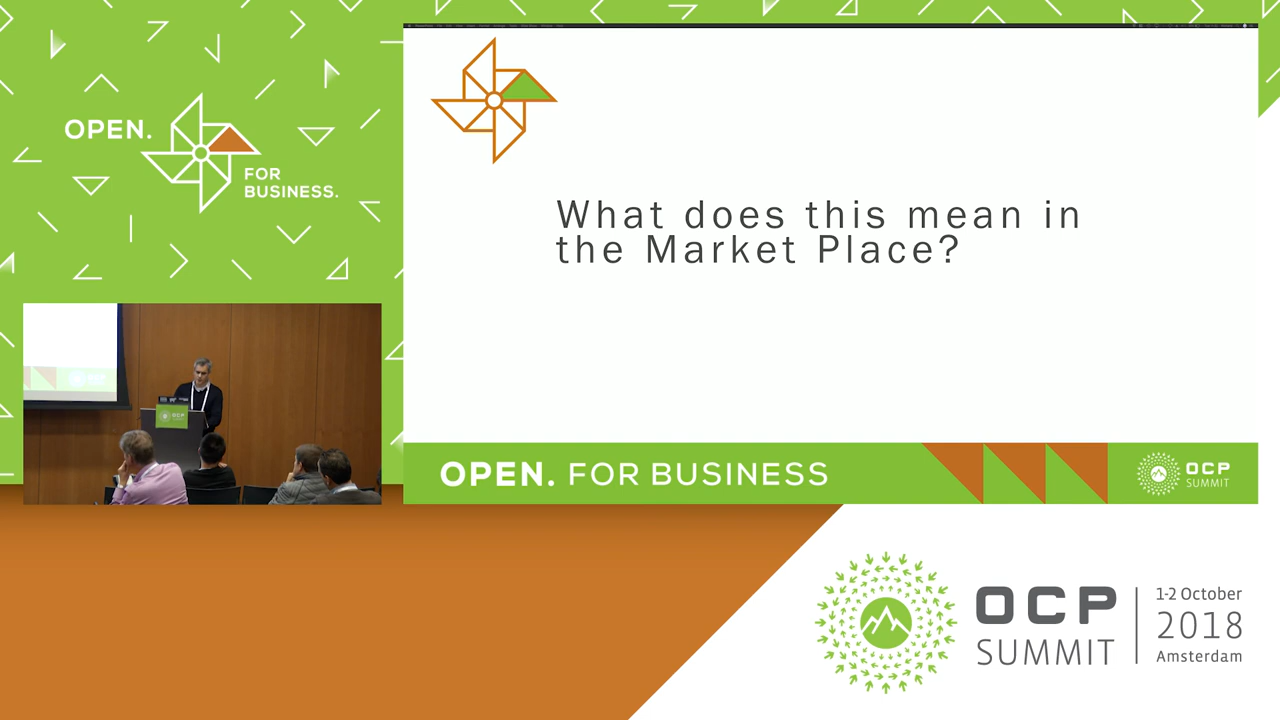 OPEN.
FOR
BUSINESS.
What does this mean in
the Market Place?
OPEN. FOR BUSINESS
OCP
SUMMIT
OCP
OCP
SUMMIT
1-2 October
2018
Amsterdam